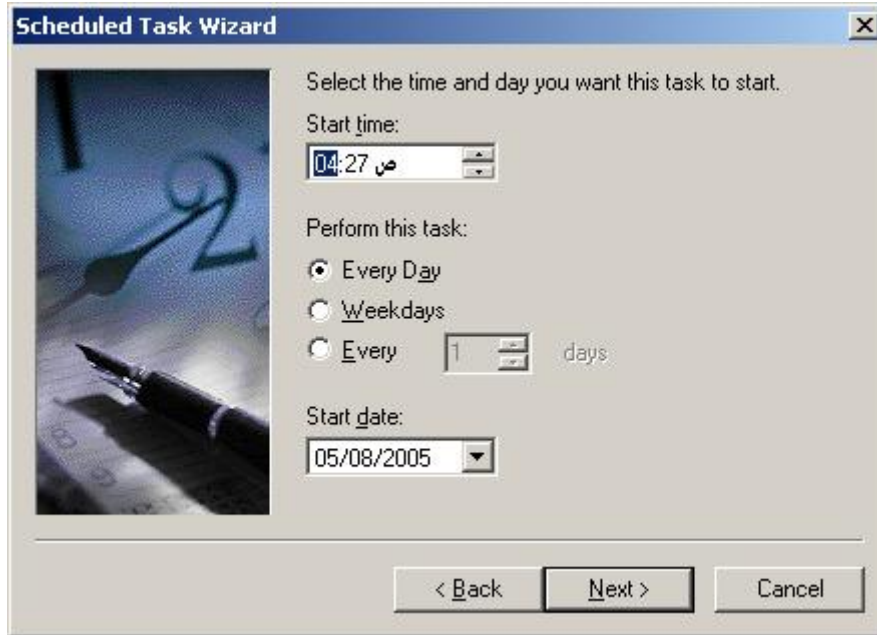 Scheduled Task Wizard
Select the time and day you want this task to start.
Start time:
04:27 ص
Perform this task:
Every Day
Weekdays
Every 1 days
Start date:
05/08/2005
< Back Next > Cancel